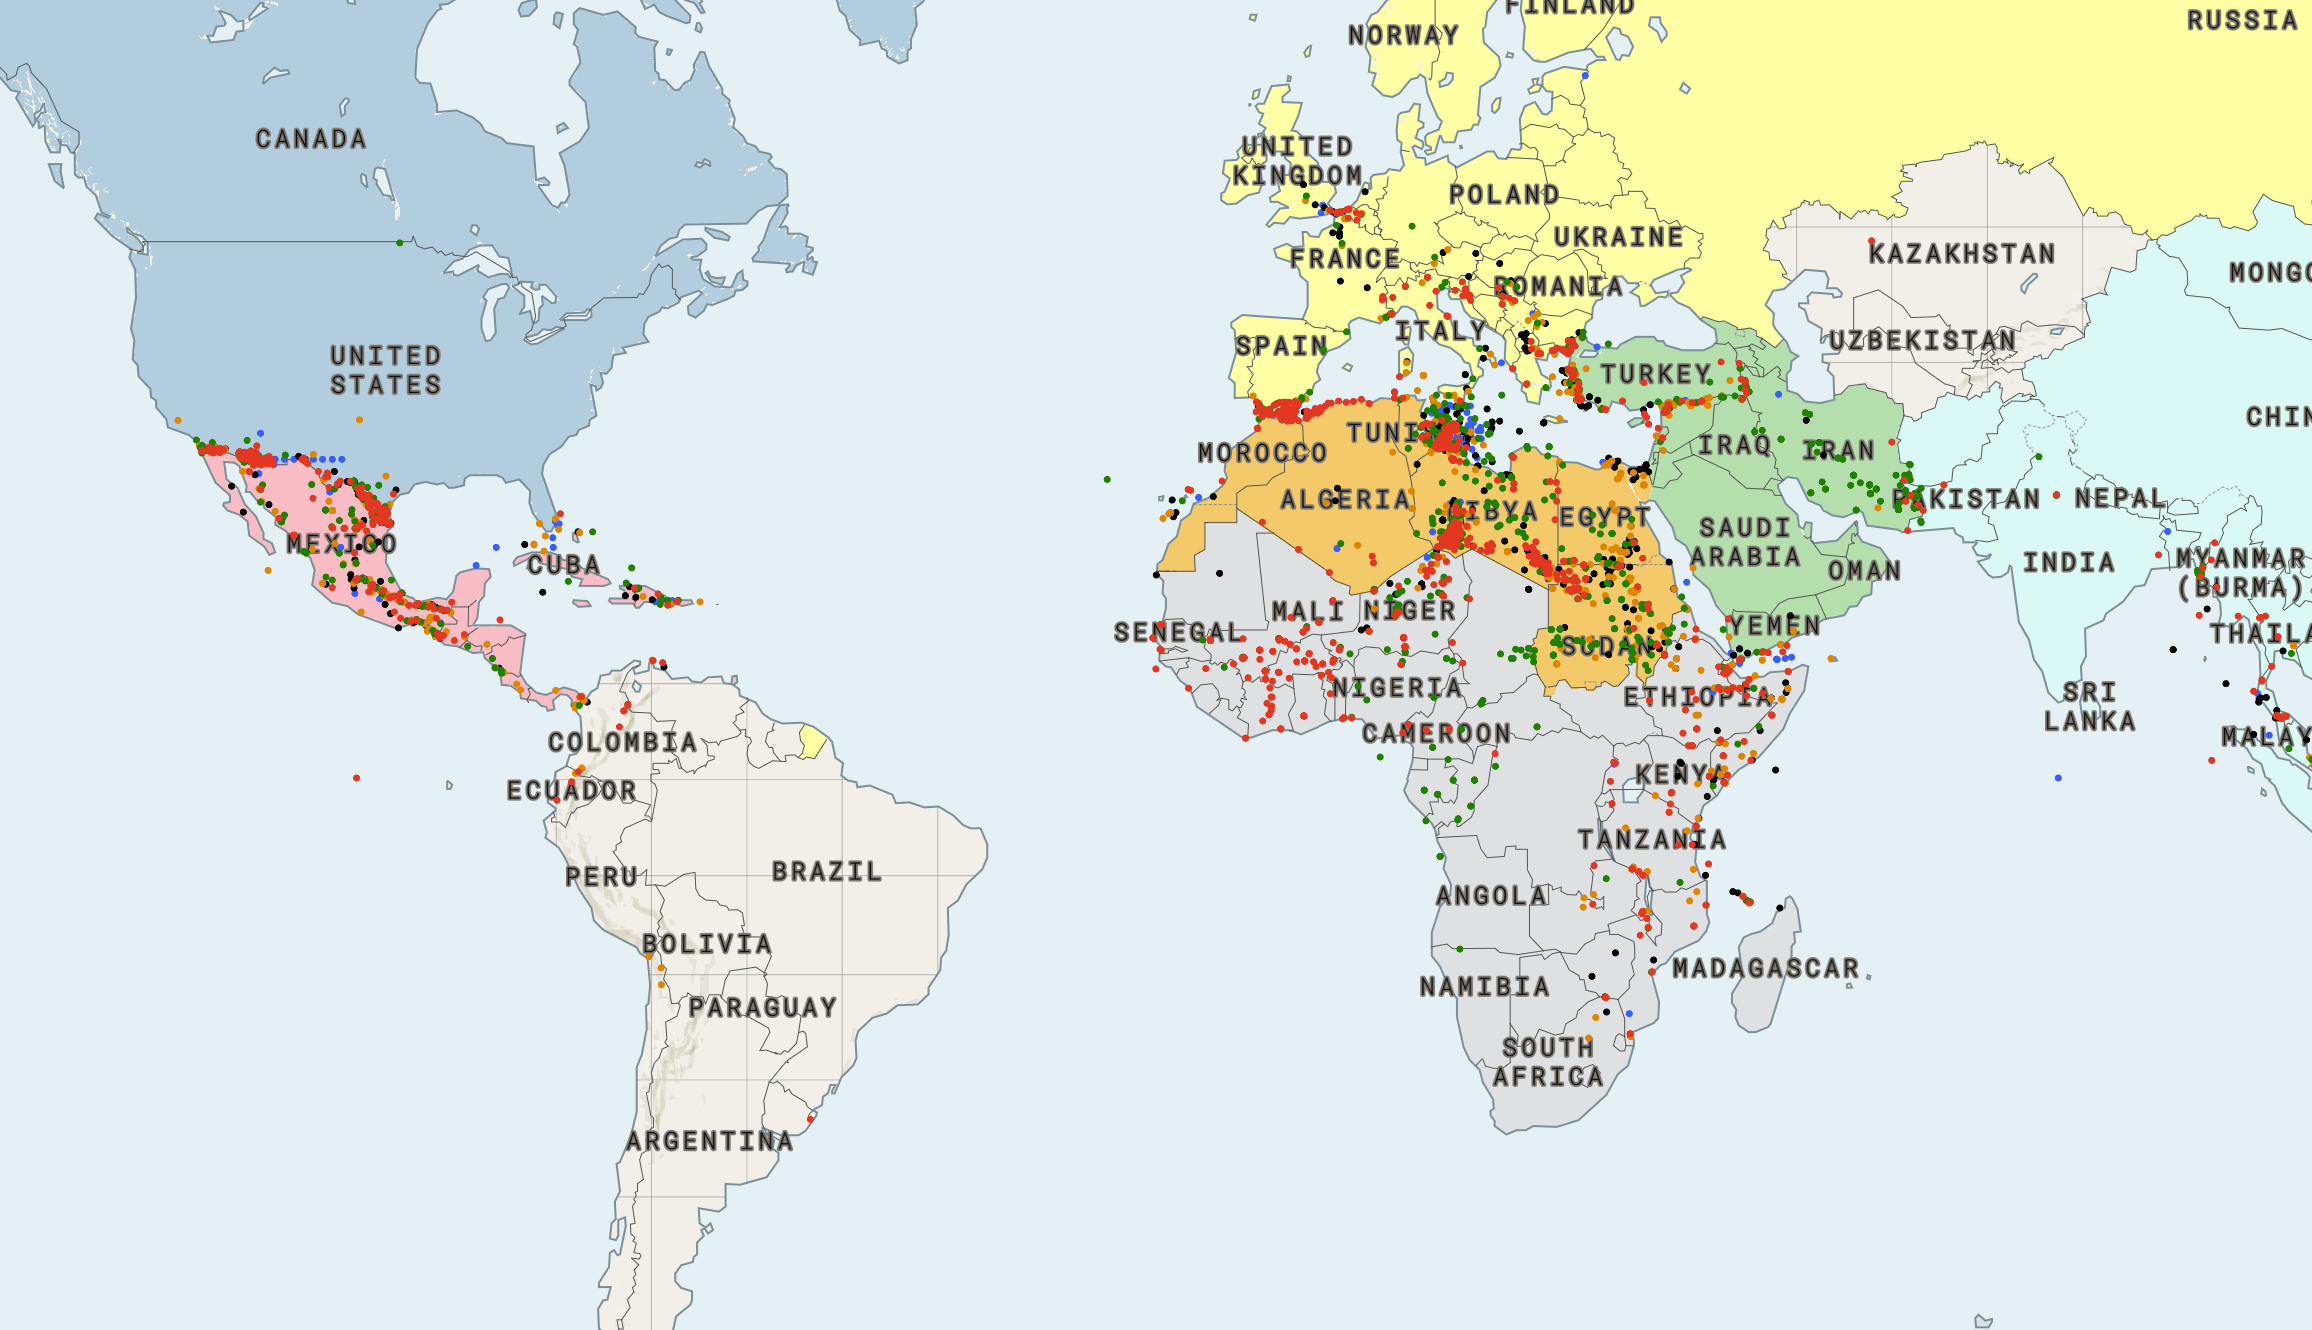 FINLAND
RUSSIA
NORWAY
CANADA
UNITED
KINGDOM
POLAND
UKRAINE
KAZAKHSTAN
FRANCE
MONGO
ROMANIA
ITALY
UZBEKISTAN
SPAIN
UNITED
STATES
TURKEY
CHIN
TUNI
IRAQ
IRAN
MOROCCO
ALGERIA
LIBYA
EGYPT
PAKISTAN
NEPAL
SAUDI
ARABIA
MEXICO
CUBA
OMAN
INDIA
MYANMAR
(BURMA)
MALI
NIGER
SENEGAL
YEMEN
THAILA
SUDAN
NIGERIA
ETHIOPIA
SRI
LANKA
COLOMBIA
CAMEROON
MALAY
KENYA
ECUADOR
TANZANIA
PERU
BRAZIL
ANGOLA
BOLIVIA
MADAGASCAR
NAMIBIA
PARAGUAY
SOUTH
AFRICA
ARGENTINA